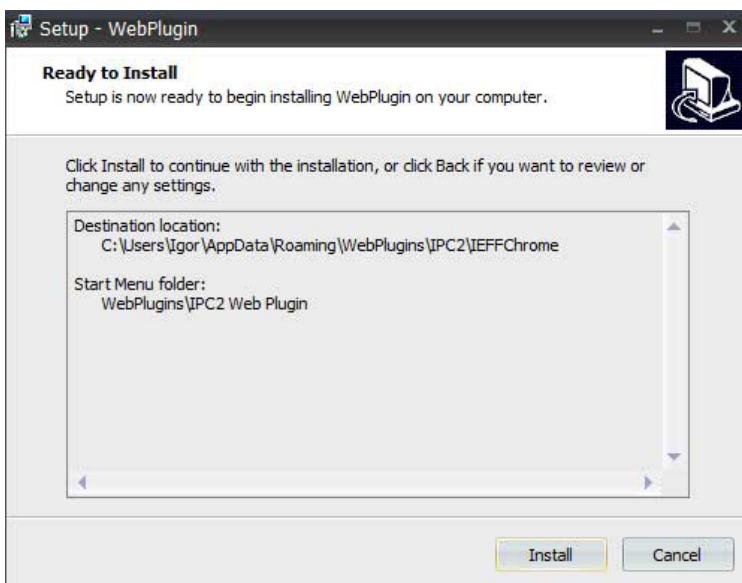 Setup - WebPlugin
Ready to Install
Setup is now ready to begin installing WebPlugin on your computer.
Click Install to continue with the installation, or click Back if you want to review or
change any settings.
Destination location:
C:\Users\Igor\AppData\Roaming\WebPlugins\IPC2\IEFFChrome
Start Menu folder:
WebPlugins\IPC2 Web Plugin
Install
Cancel